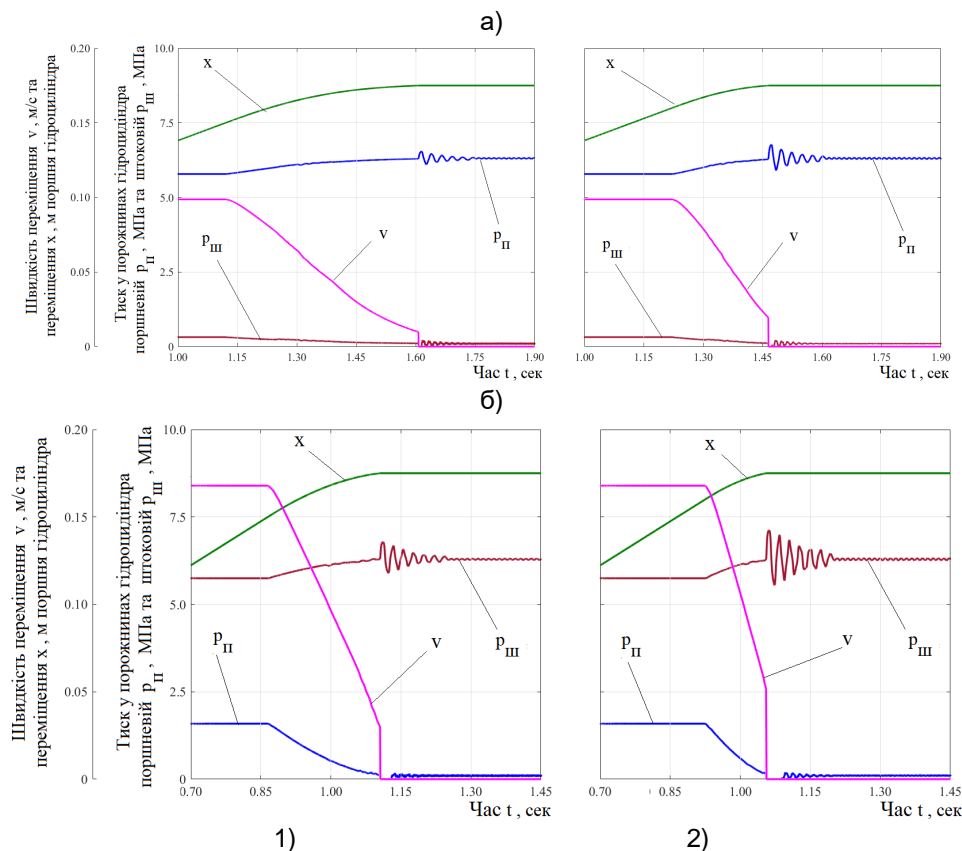 а)
Швидкість переміщення v , м/с та
переміщення x , м поршня гідроциліндра
Тиск у порожнинах гідроцидіндра
поршневій pП , МПа та штоковій pШ , МПа
0.20
0.15
0.10
0.05
0
10.0
7.5
5.0
2.5
0.0
x
pШ
v
pП
1.00 1.15 1.30 1.45 1.60 1.75 1.90
Час t , сек
x
pШ
v
pП
1.00 1.15 1.30 1.45 1.60 1.75 1.90
Час t , сек
б)
Швидкість переміщення v , м/с та
переміщення x , м поршня гідроциліндра
Тиск у порожнинах гідроцидіндра
поршневій pП , МПа та штоковій pШ , МПа
0.20
0.15
0.10
0.05
0
10.0
7.5
5.0
2.5
0.0
x
pП
v
pШ
0.70 0.85 1.00 1.15 1.30 1.45
Час t , сек
x
pП
v
pШ
0.70 0.85 1.00 1.15 1.30 1.45
Час t , сек
1)
2)